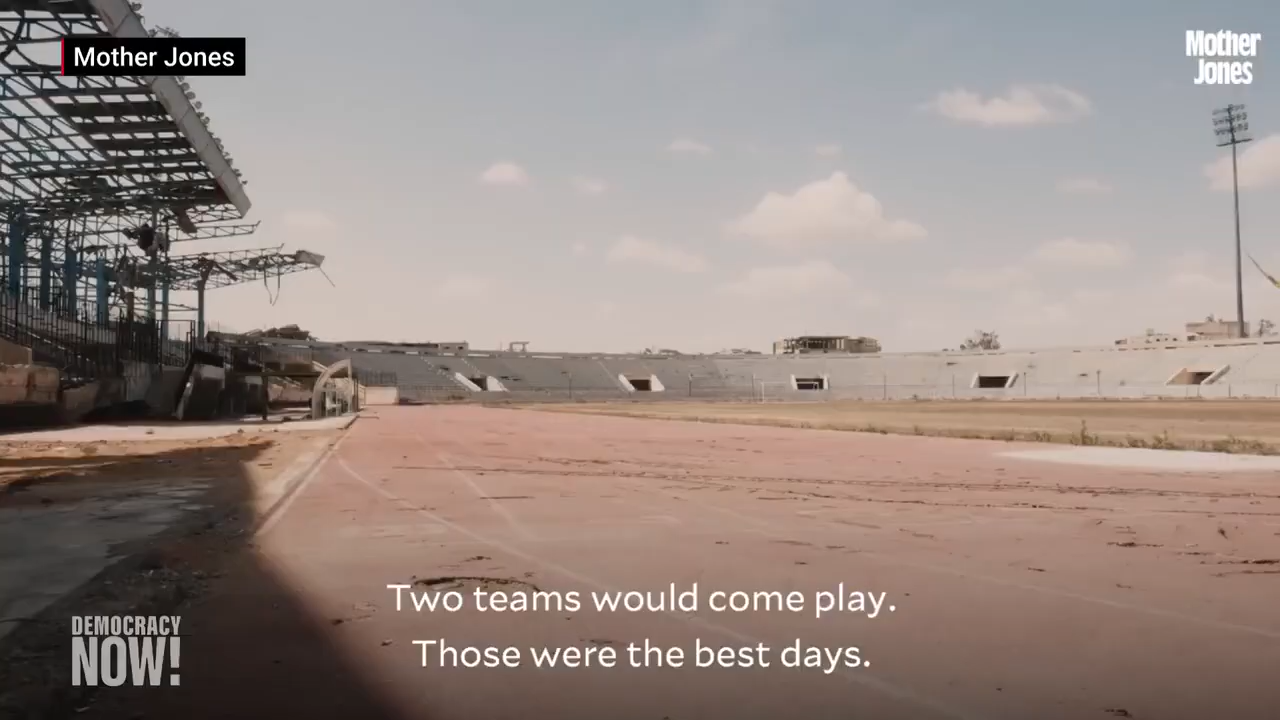 Mother Jones
Mother
Jones
Two teams would come play.
Those were the best days.
DEMOCRACY
NOW!